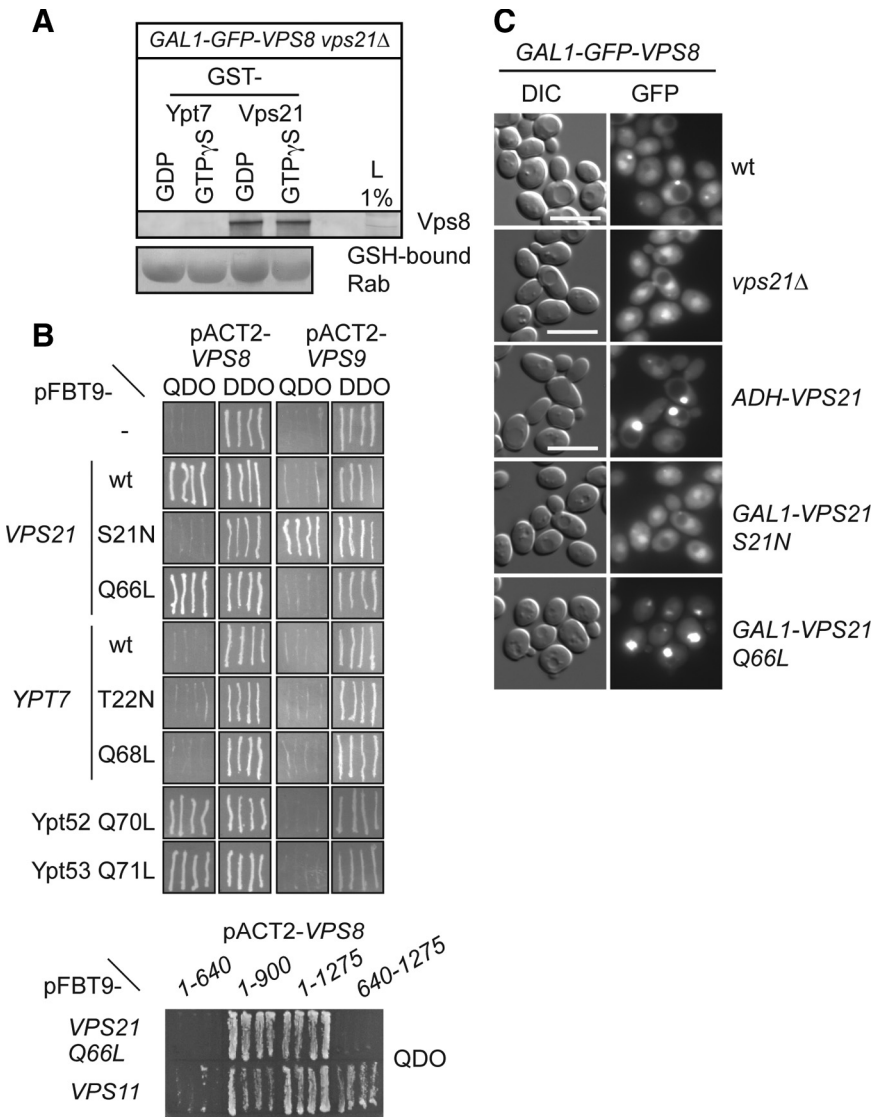 A
GAL1-GFP-VPS8 vps21Δ
GST-
Ypt7 Vps21
GDP GTPγS GDP GTPγS L 1%
Vps8
GSH-bound
Rab
B
pACT2- pACT2-
VPS8 VPS9
pFBT9- QDO DDO QDO DDO
-
wt
VPS21 S21N
Q66L
wt
YPT7 T22N
Q68L
Ypt52 Q70L
Ypt53 Q71L
pACT2-VPS8
pFBT9- 1-640 1-900 1-1275 640-1275
VPS21
Q66L
QDO
VPS11
C
GAL1-GFP-VPS8
DIC GFP
wt
vps21Δ
ADH-VPS21
GAL1-VPS21
S21N
GAL1-VPS21
Q66L